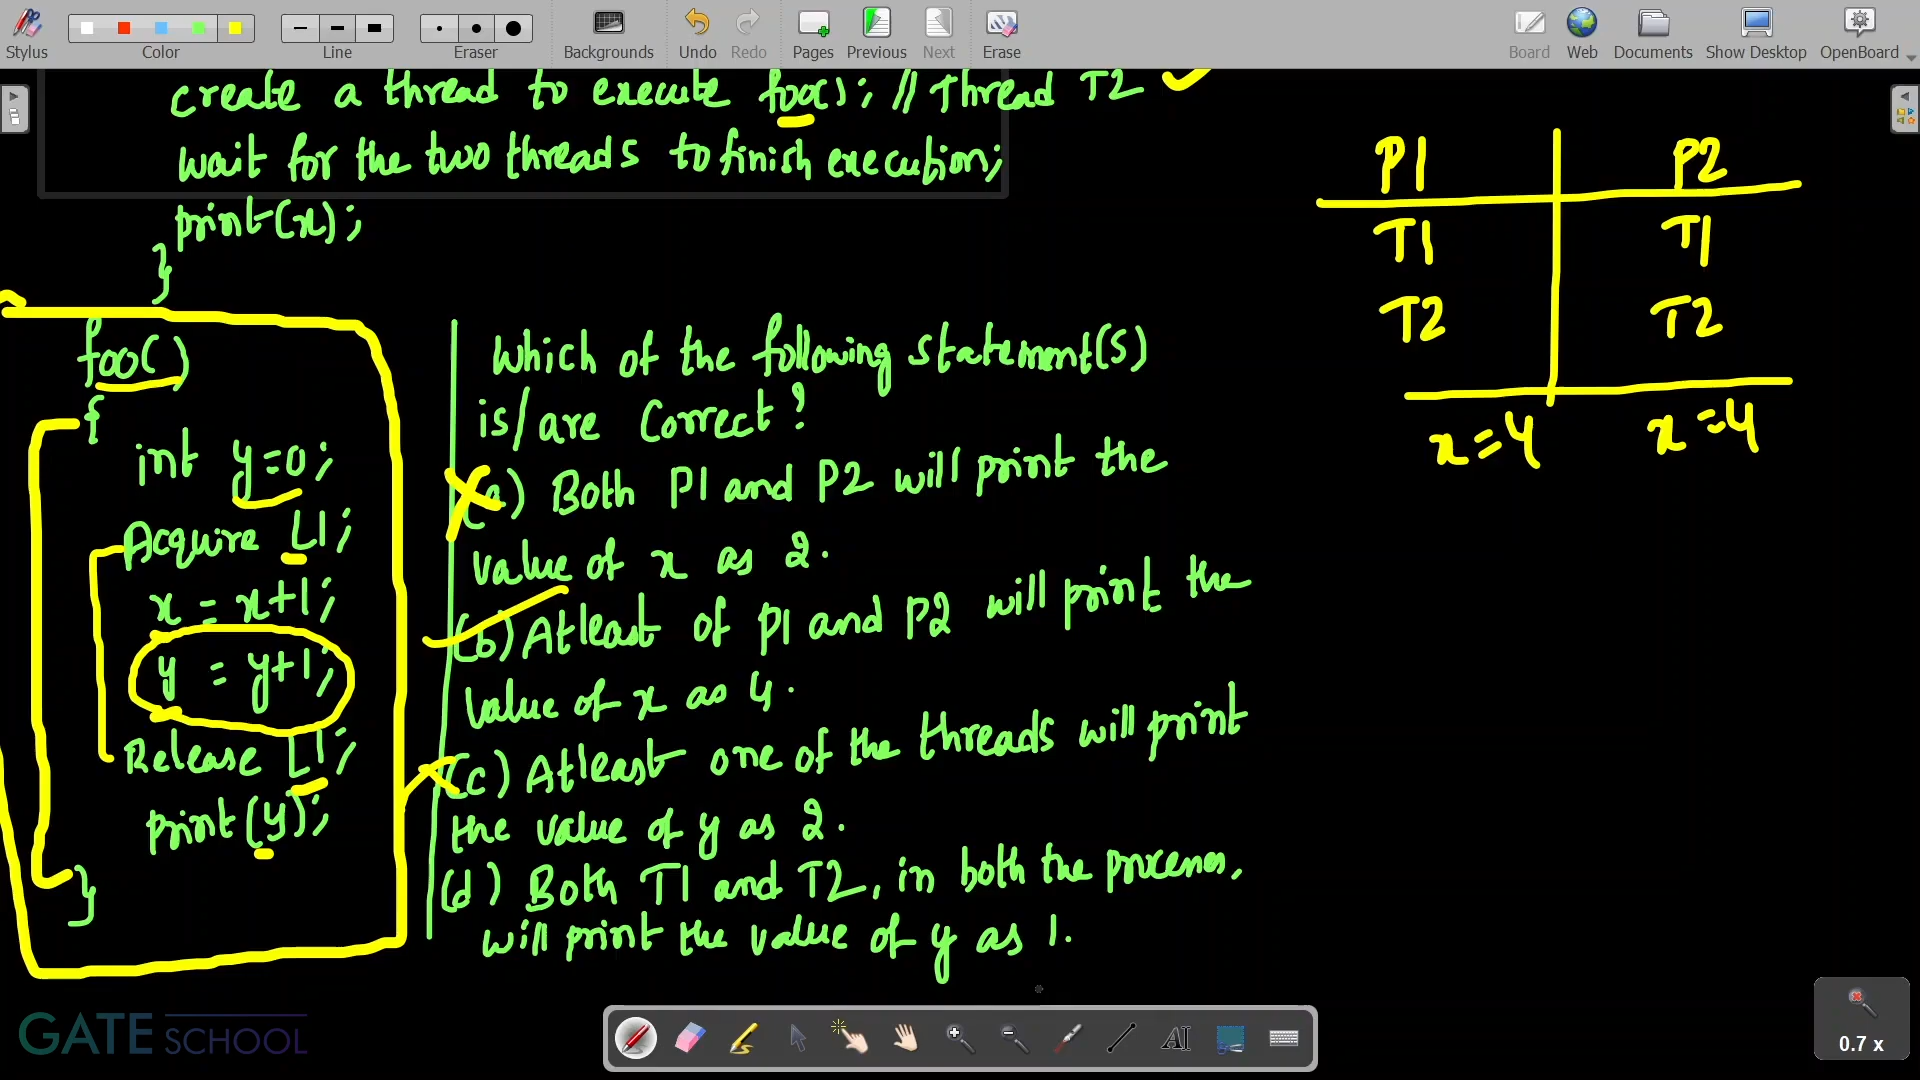 Stylus
Color
Line
Eraser
Backgrounds
Undo
Redo
Pages
Previous
Next
Erase
Board
Web
Documents
Show Desktop
OpenBoard
create a thread to execute foo(); // Thread T2
wait for the two threads to finish execution;
print(x);
}
foo()
{
int y=0;
Acquire L1;
x = x+1;
y = y+1;
Release L1;
print(y);
}
Which of the following statement(s)
is/are Correct?
(a) Both P1 and P2 will print the
value of x as 2.
(b) Atleast of P1 and P2 will print the
value of x as 4.
(c) Atleast one of the threads will print
the value of y as 2.
(d) Both T1 and T2, in both the processes,
will print the value of y as 1.
P1 P2
T1 T1
T2 T2
x=4 x=4
GATE SCHOOL
0.7 x